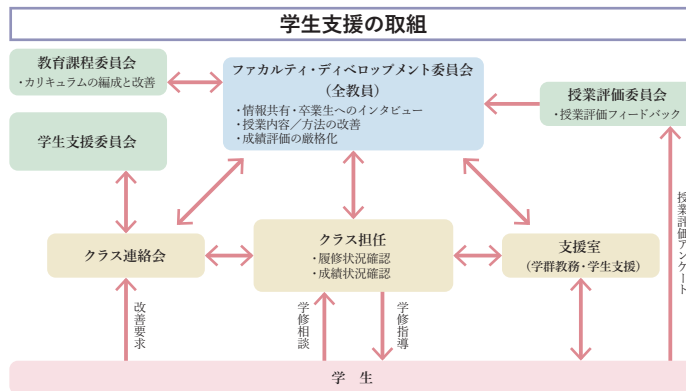 学生支援の取組
教育課程委員会
・カリキュラムの編成と改善
ファカルティ・ディベロップメント委員会
（全教員）
・情報共有・卒業生へのインタビュー
・授業内容／方法の改善
・成績評価の厳格化
授業評価委員会
・授業評価フィードバック
学生支援委員会
クラス連絡会
クラス担任
・履修状況確認
・成績状況確認
支援室
（学群教務・学生支援）
授業評価アンケート
改善要求
学修相談
学修指導
学　生